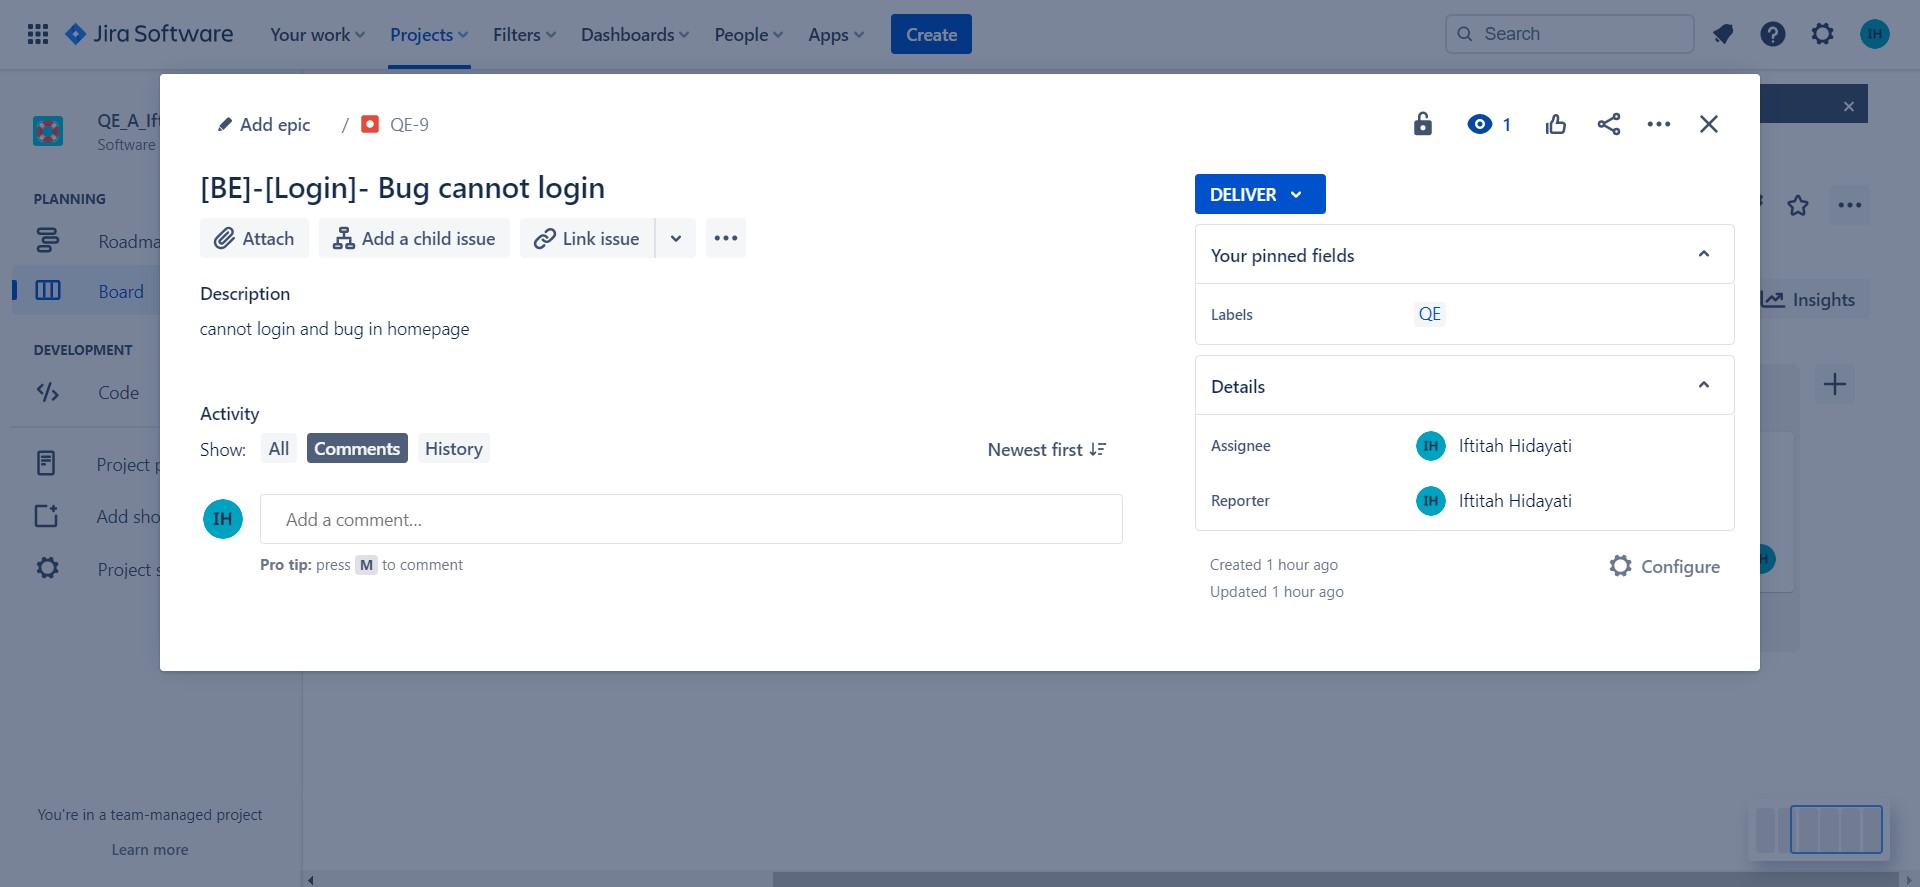 Jira Software
Your work
Projects
Filters
Dashboards
People
Apps
Create
Search
IH
QE_A_Ift
Software
PLANNING
Roadma
Board
DEVELOPMENT
Code
Project p
Add sho
Project s
You're in a team-managed project
Learn more
Add epic / QE-9
1
[BE]-[Login]- Bug cannot login
Attach
Add a child issue
Link issue
Description
cannot login and bug in homepage
Activity
Show: All Comments History
Newest first
IH
Add a comment...
Pro tip: press M to comment
DELIVER
Your pinned fields
Labels QE
Details
Assignee IH Iftitah Hidayati
Reporter IH Iftitah Hidayati
Created 1 hour ago
Updated 1 hour ago
Configure
Insights